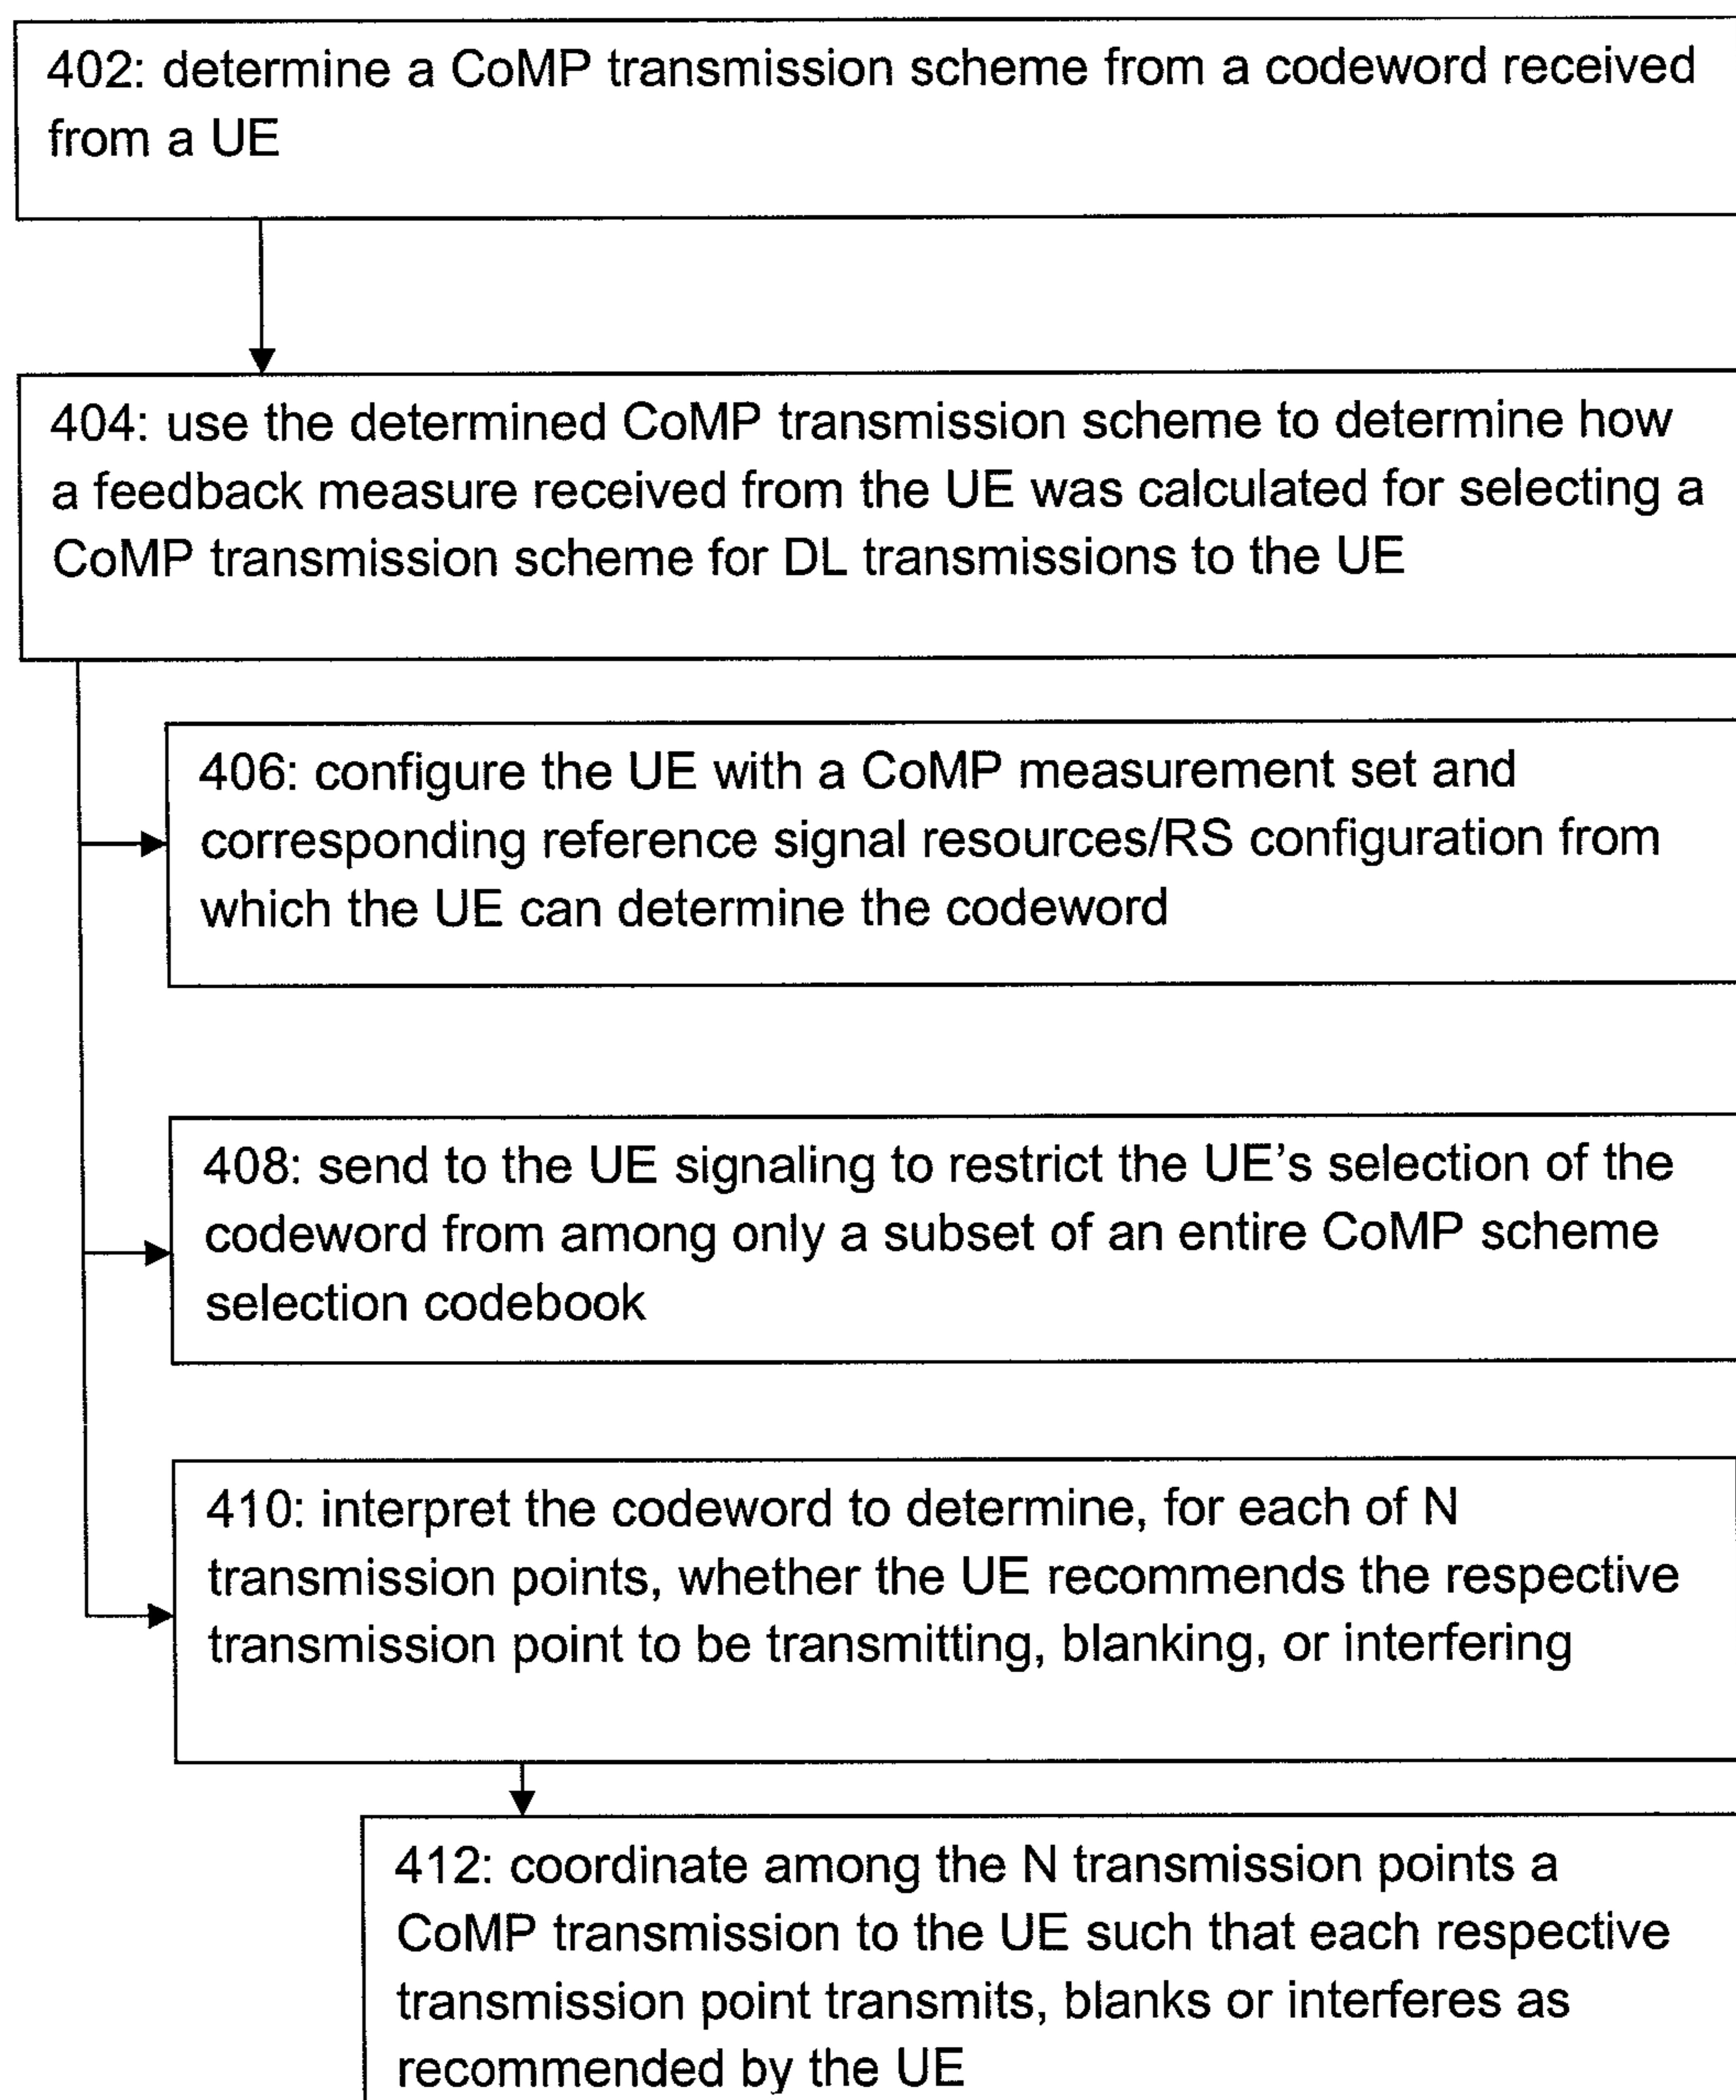 402: determine a CoMP transmission scheme from a codeword received
from a UE
404: use the determined CoMP transmission scheme to determine how
a feedback measure received from the UE was calculated for selecting a
CoMP transmission scheme for DL transmissions to the UE
406: configure the UE with a CoMP measurement set and
corresponding reference signal resources/RS configuration from
which the UE can determine the codeword
408: send to the UE signaling to restrict the UE's selection of the
codeword from among only a subset of an entire CoMP scheme
selection codebook
410: interpret the codeword to determine, for each of N
transmission points, whether the UE recommends the respective
transmission point to be transmitting, blanking, or interfering
412: coordinate among the N transmission points a
CoMP transmission to the UE such that each respective
transmission point transmits, blanks or interferes as
recommended by the UE